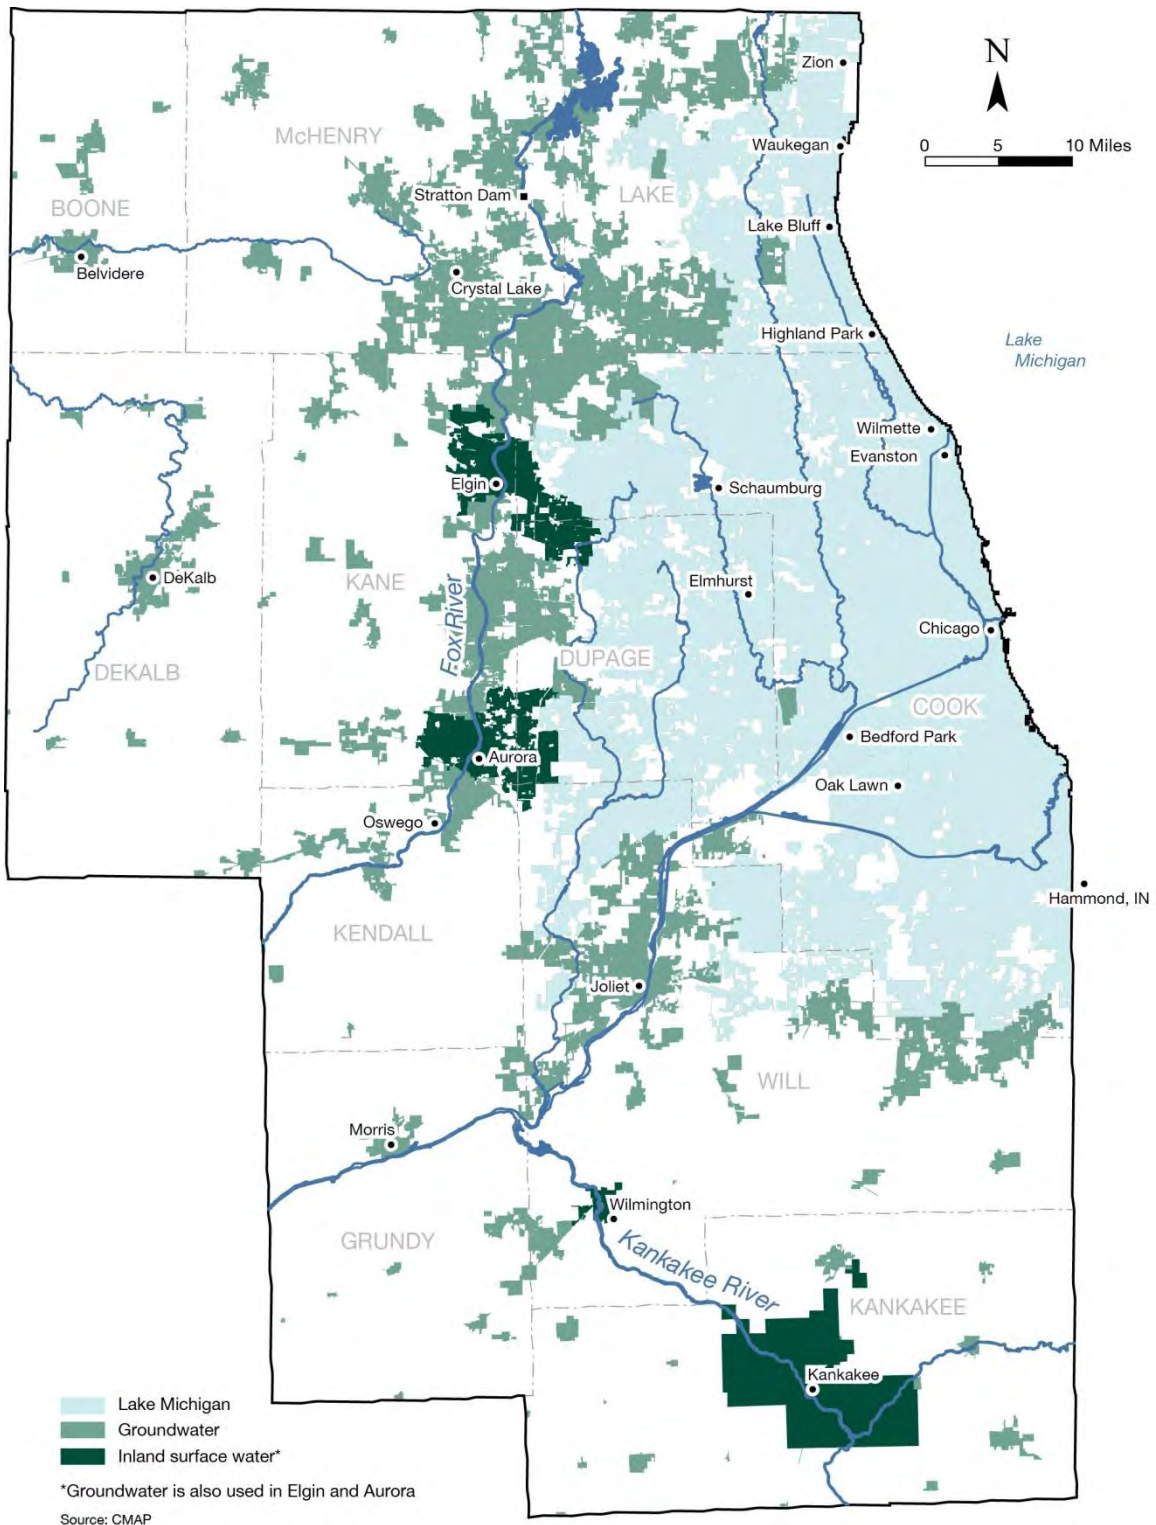 N
0 5 10 Miles
Zion
McHENRY
Waukegan
Stratton Dam
LAKE
BOONE
Lake Bluff
Belvidere
Crystal Lake
Highland Park
Lake
Michigan
Wilmette
Evanston
Elgin
Schaumburg
DeKalb
KANE
Elmhurst
Fox River
Chicago
DUPAGE
DEKALB
COOK
Bedford Park
Aurora
Oak Lawn
Oswego
Hammond, IN
KENDALL
Joliet
WILL
Morris
Wilmington
GRUNDY
Kankakee River
KANKAKEE
Kankakee
Lake Michigan
Groundwater
Inland surface water*
*Groundwater is also used in Elgin and Aurora
Source: CMAP